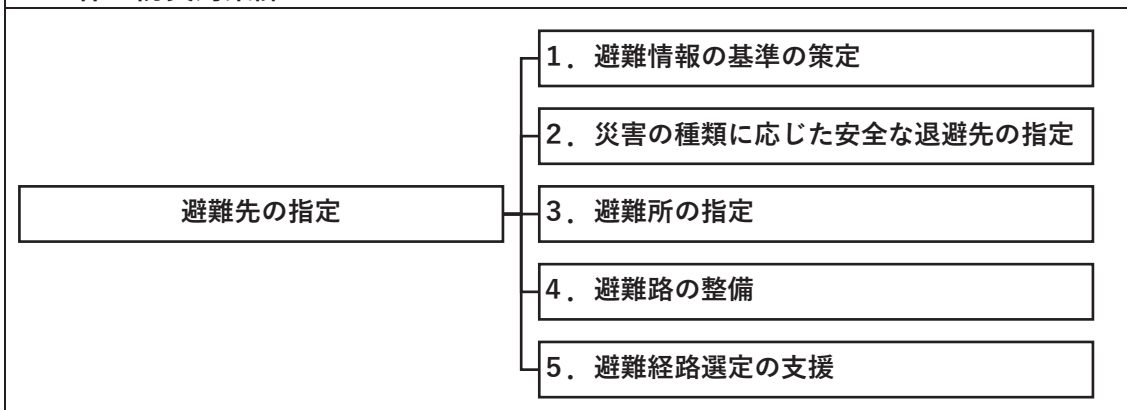 1．避難情報の基準の策定
2．災害の種類に応じた安全な退避先の指定
避難先の指定
3．避難所の指定
4．避難路の整備
5．避難経路選定の支援